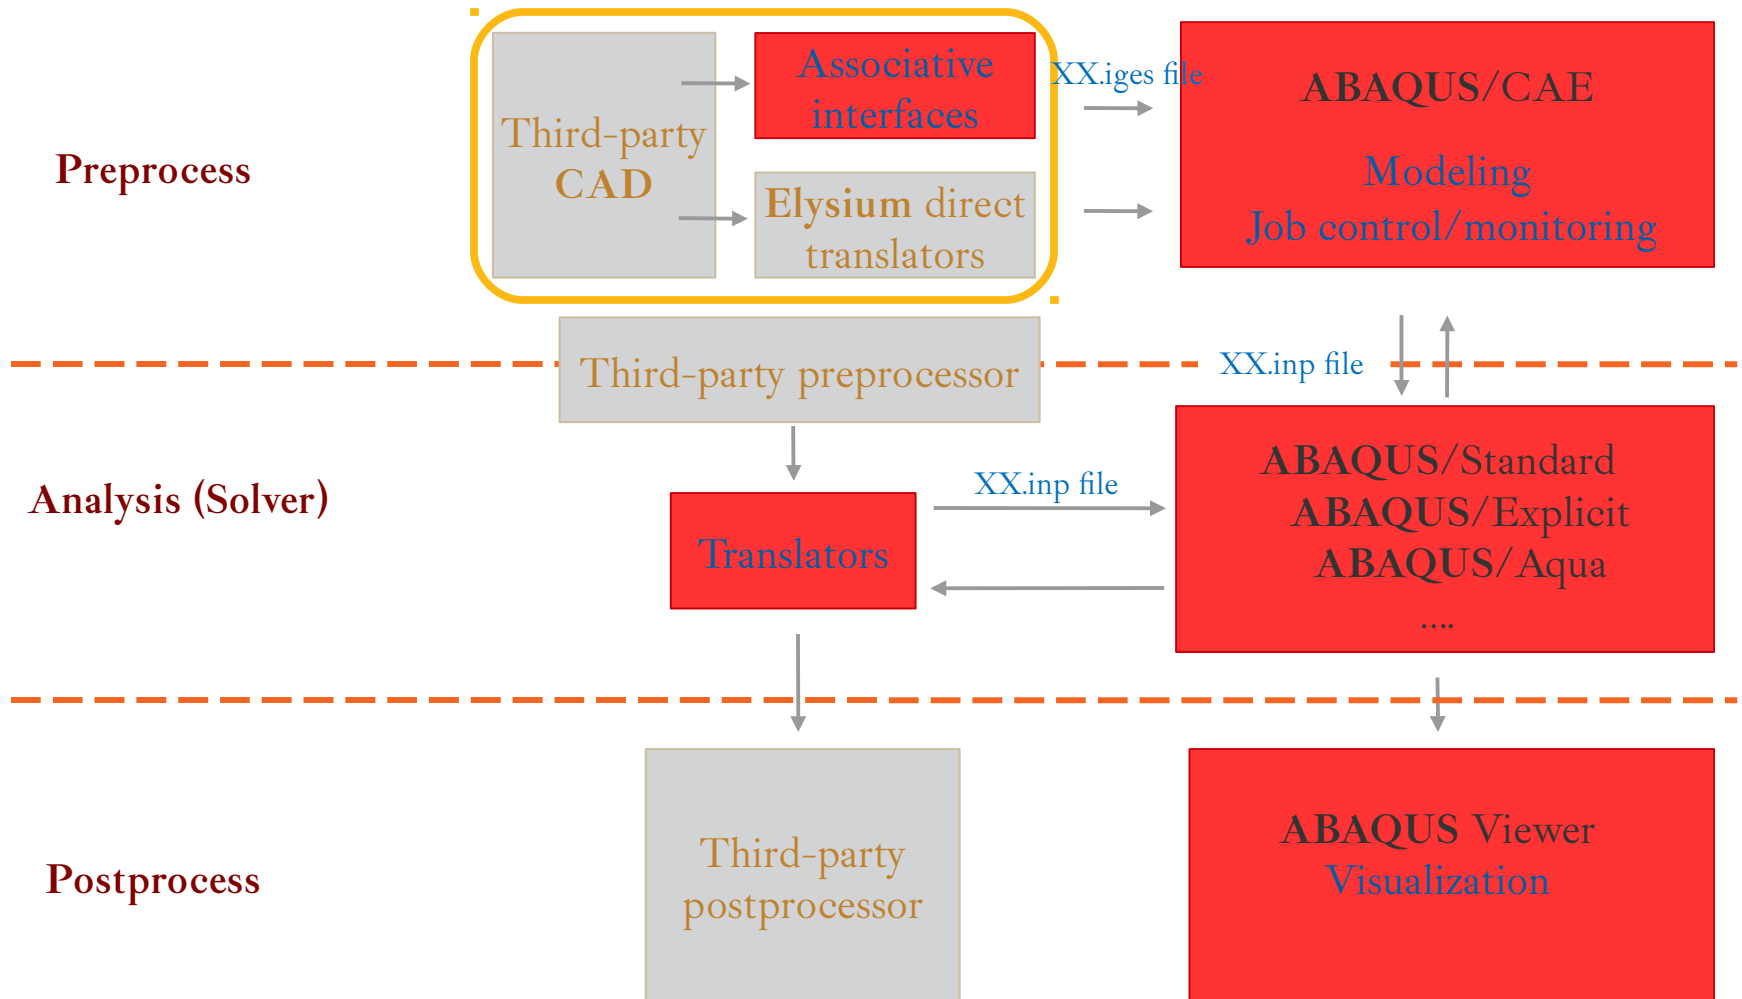 Preprocess
Third-party
CAD
Associative
interfaces
Elysium direct
translators
XX.iges file
ABAQUS/CAE
Modeling
Job control/monitoring
Third-party preprocessor
XX.inp file
Analysis (Solver)
Translators
XX.inp file
ABAQUS/Standard
ABAQUS/Explicit
ABAQUS/Aqua
....
Postprocess
Third-party
postprocessor
ABAQUS Viewer
Visualization